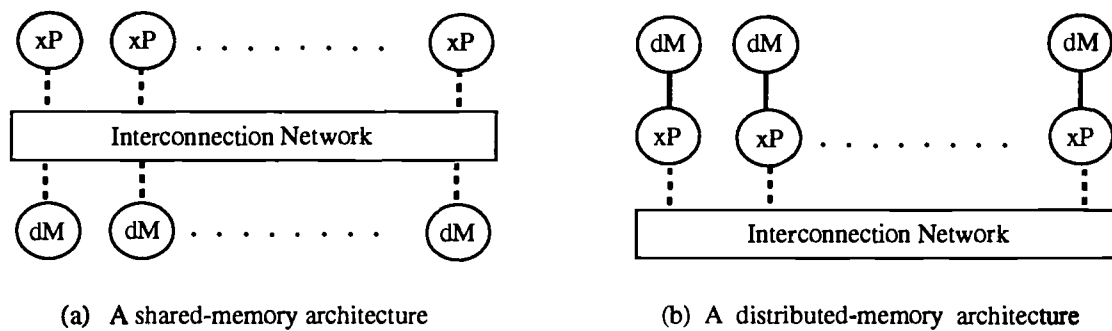 xP xP . . . . . . . . xP
Interconnection Network
dM dM . . . . . . . . dM
(a) A shared-memory architecture
dM dM dM
xP xP . . . . . . . . xP
Interconnection Network
(b) A distributed-memory architecture